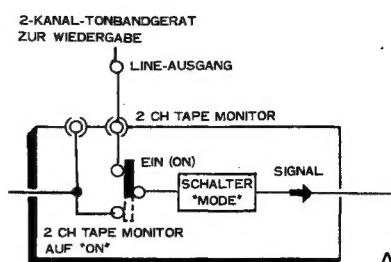 2-KANAL-TONBANDGERAT
ZUR WIEDERGABE
LINE-AUSGANG
2 CH TAPE MONITOR
EIN (ON)
SCHALTER
"MODE"
SIGNAL
2 CH TAPE MONITOR
AUF "ON"